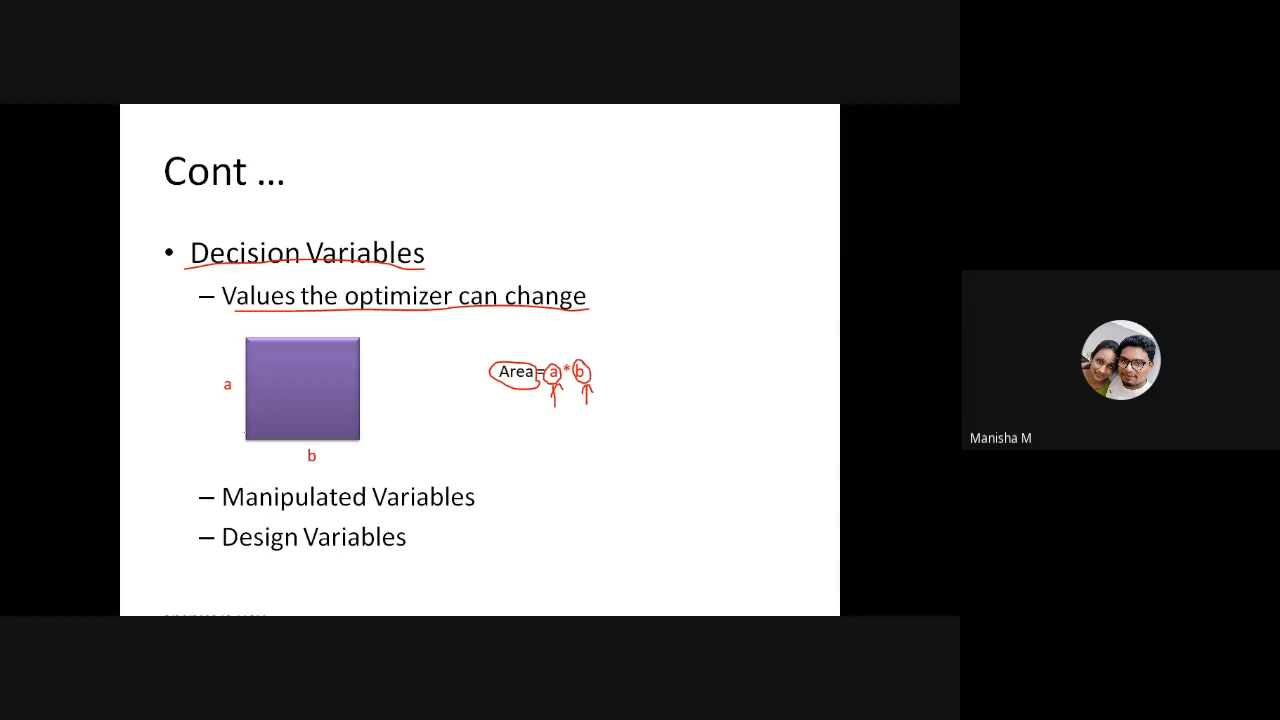 Cont ...
• Decision Variables
– Values the optimizer can change
a
Area = a * b
b
– Manipulated Variables
– Design Variables
Manisha M